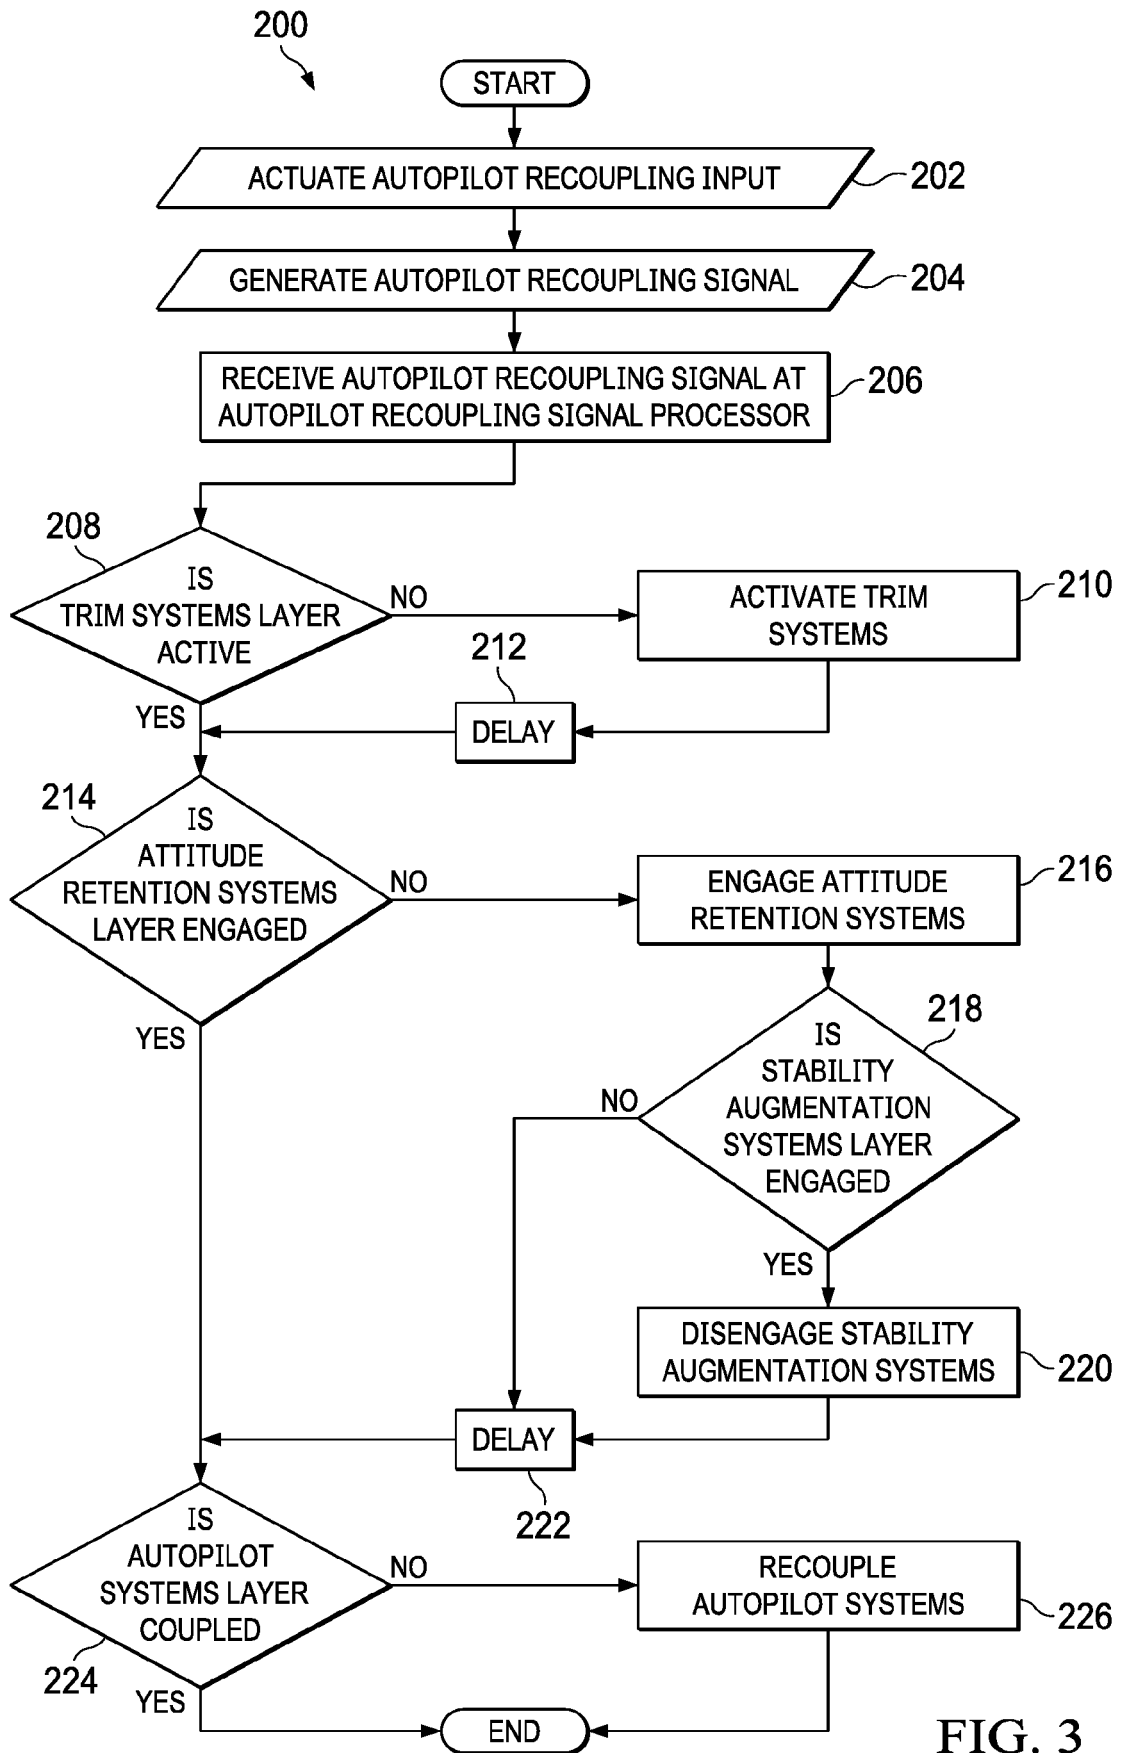 200
START
ACTUATE AUTOPILOT RECOUPLING INPUT
202
GENERATE AUTOPILOT RECOUPLING SIGNAL
204
RECEIVE AUTOPILOT RECOUPLING SIGNAL AT
AUTOPILOT RECOUPLING SIGNAL PROCESSOR
206
208
IS
TRIM SYSTEMS LAYER
ACTIVE
NO
ACTIVATE TRIM
SYSTEMS
210
212
DELAY
YES
214
IS
ATTITUDE
RETENTION SYSTEMS
LAYER ENGAGED
NO
ENGAGE ATTITUDE
RETENTION SYSTEMS
216
YES
218
IS
STABILITY
AUGMENTATION
SYSTEMS LAYER
ENGAGED
NO
YES
DISENGAGE STABILITY
AUGMENTATION SYSTEMS
220
DELAY
222
IS
AUTOPILOT
SYSTEMS LAYER
COUPLED
224
NO
RECOUPLE
AUTOPILOT SYSTEMS
226
YES
END
FIG. 3